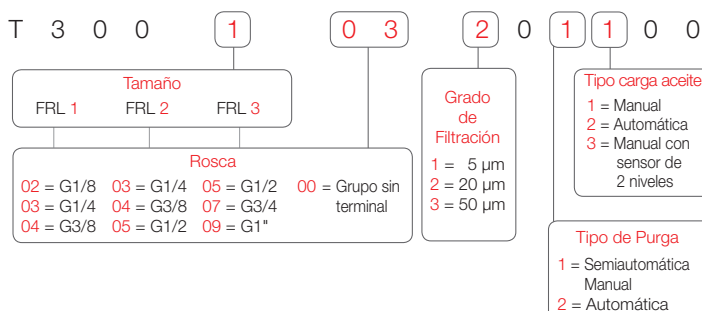 T 3 0 0 1 0 3 2 0 1 1 0 0
Tamaño
FRL 1 FRL 2 FRL 3
Rosca
02 = G1/8 03 = G1/4 05 = G1/2 00 = Grupo sin
03 = G1/4 04 = G3/8 07 = G3/4 terminal
04 = G3/8 05 = G1/2 09 = G1"
Grado
de
Filtración
1 = 5 µm
2 = 20 µm
3 = 50 µm
Tipo carga aceite
1 = Manual
2 = Automática
3 = Manual con
sensor de
2 niveles
Tipo de Purga
1 = Semiautomática
Manual
2 = Automática